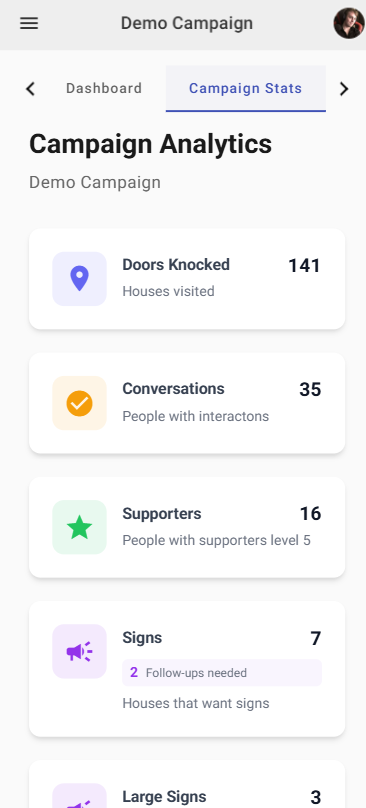 Demo Campaign
Dashboard
Campaign Stats
Campaign Analytics
Demo Campaign
Doors Knocked 141
Houses visited
Conversations 35
People with interactons
Supporters 16
People with supporters level 5
Signs 7
2 Follow-ups needed
Houses that want signs
Large Signs 3